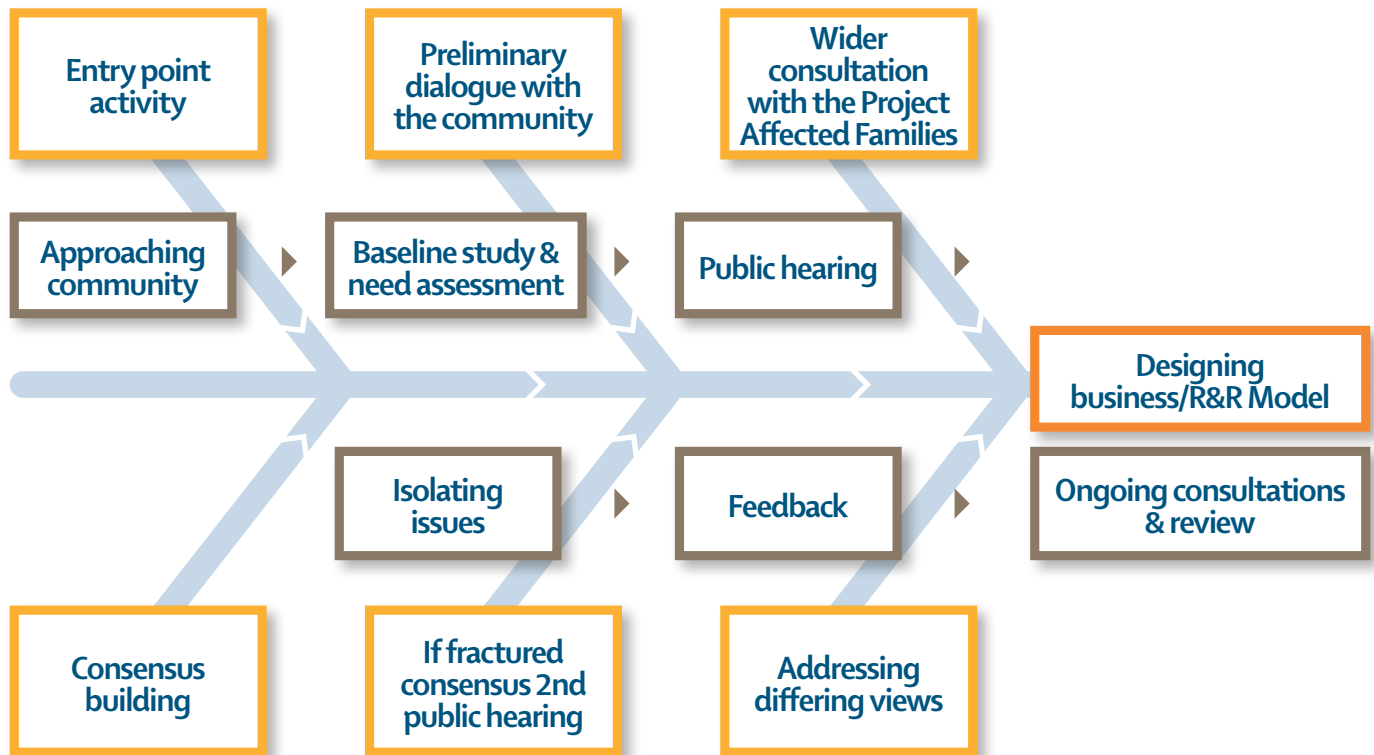 Entry point
activity
Preliminary
dialogue with
the community
Wider
consultation
with the Project
Affected Families
Approaching
community
Baseline study &
need assessment
Public hearing
Designing
business/R&R Model
Isolating
issues
Feedback
Ongoing consultations
& review
Consensus
building
If fractured
consensus 2nd
public hearing
Addressing
differing views